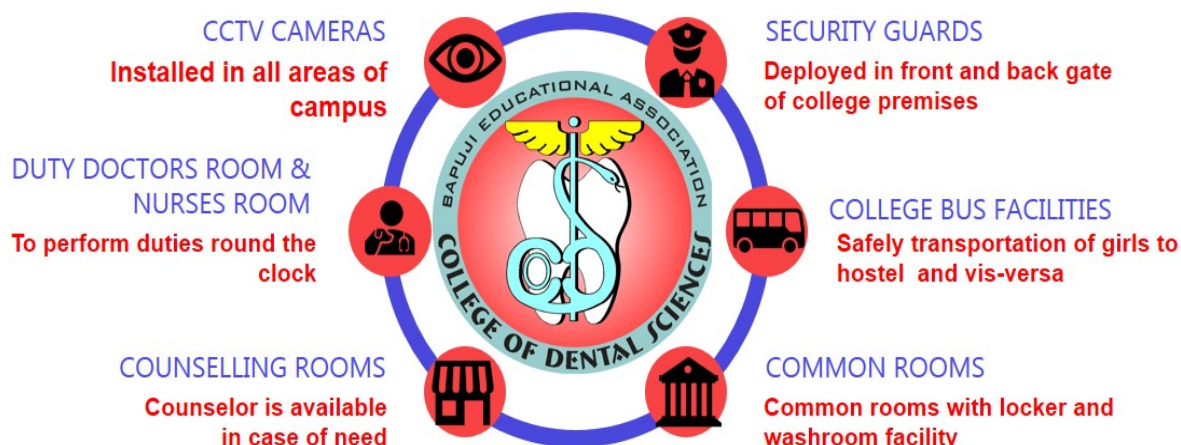 CCTV CAMERAS
Installed in all areas of
campus
SECURITY GUARDS
Deployed in front and back gate
of college premises
DUTY DOCTORS ROOM &
NURSES ROOM
To perform duties round the
clock
BAPUJI EDUCATIONAL ASSOCIATION
COLLEGE OF DENTAL SCIENCES
COLLEGE BUS FACILITIES
Safely transportation of girls to
hostel and vis-versa
COUNSELLING ROOMS
Counselor is available
in case of need
COMMON ROOMS
Common rooms with locker and
washroom facility